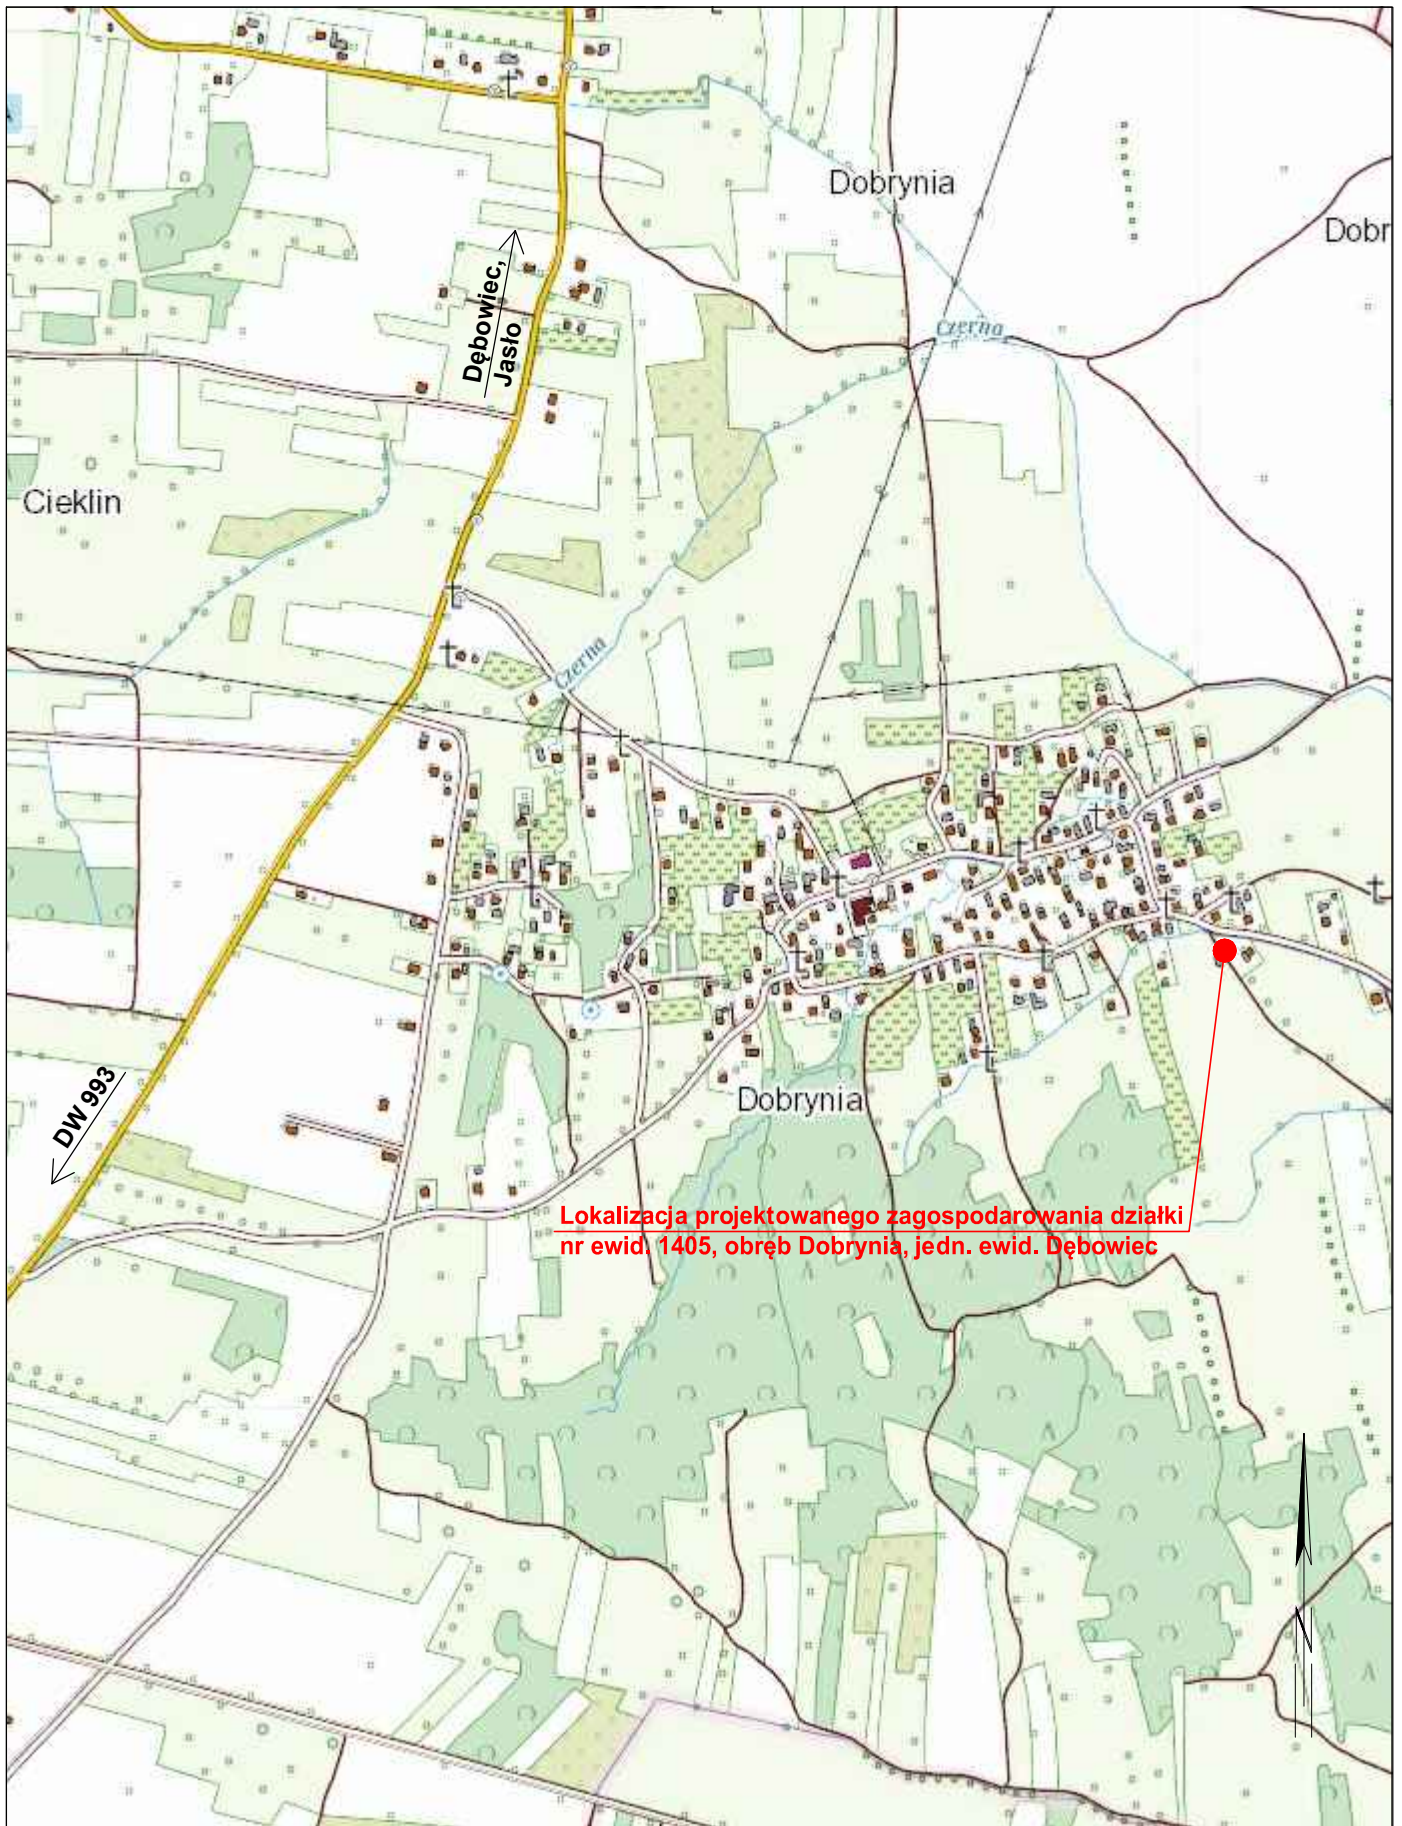 Dobrynia
Dobr
Dębowiec,
Jasło
Czerna
Cieklin
Czerna
DW 993
Dobrynia
Lokalizacja projektowanego zagospodarowania działki
nr ewid. 1405, obręb Dobrynia, jedn. ewid. Dębowiec
N